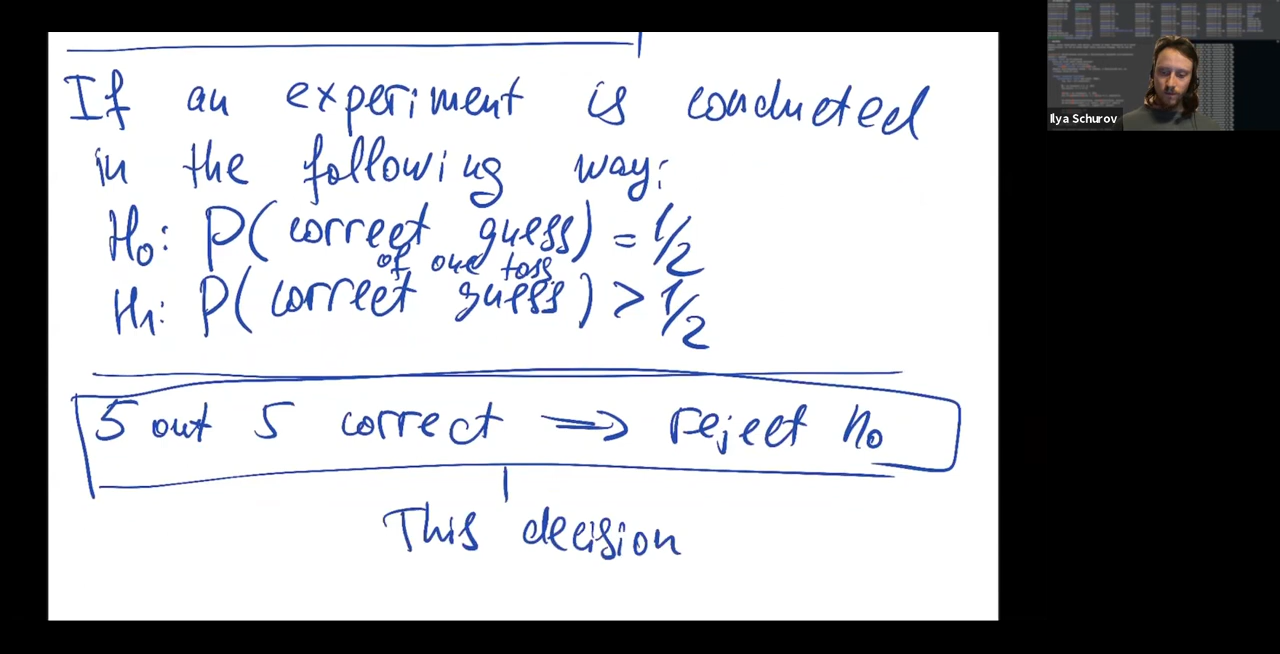 If an experiment is conducted
in the following way:
H₀: P(correct guess) = 1/2
of one toss
H₁: P(correct guess) > 1/2
5 out 5 correct ⇒ reject H₀
This decision
Ilya Schurov